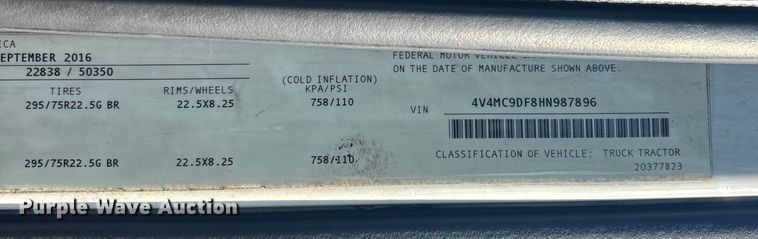 ICA
EPTEMBER 2016
22838 / 50350
TIRES RIMS/WHEELS (COLD INFLATION) KPA/PSI
295/75R22.5G BR 22.5X8.25 758/110
295/75R22.5G BR 22.5X8.25 758/110
FEDERAL MOTOR VEHICLE
ON THE DATE OF MANUFACTURE SHOWN ABOVE.
VIN 4V4MC9DF8HN987896
CLASSIFICATION OF VEHICLE: TRUCK TRACTOR
20377823
Purple Wave Auction